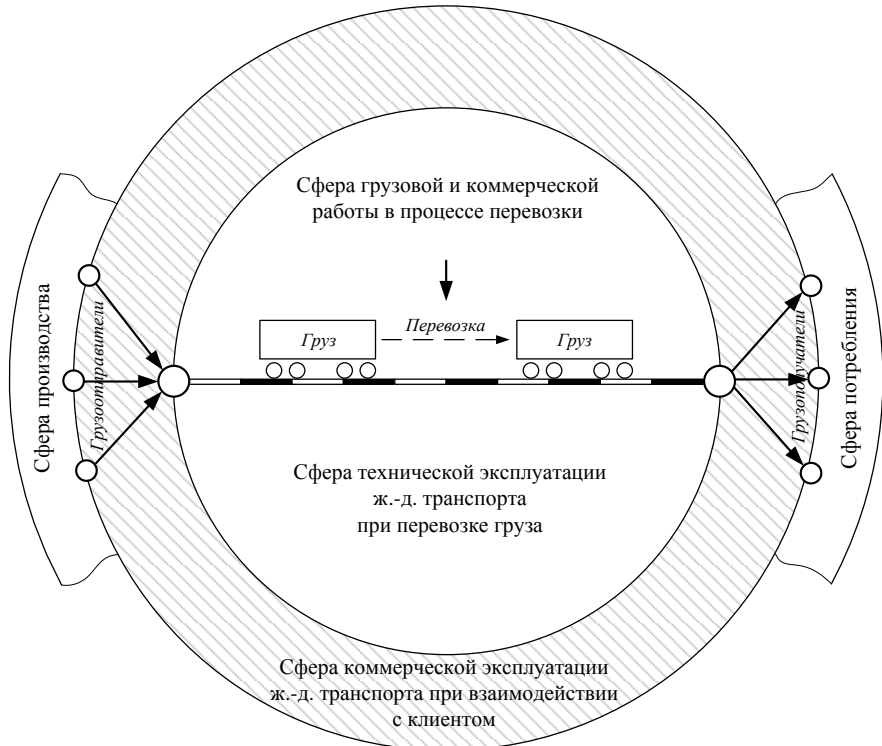 Сфера грузовой и коммерческой
работы в процессе перевозки
Сфера производства
Грузоотправители
Груз
Перевозка
Груз
Грузополучатели
Сфера потребления
Сфера технической эксплуатации
ж.-д. транспорта
при перевозке груза
Сфера коммерческой эксплуатации
ж.-д. транспорта при взаимодействии
с клиентом